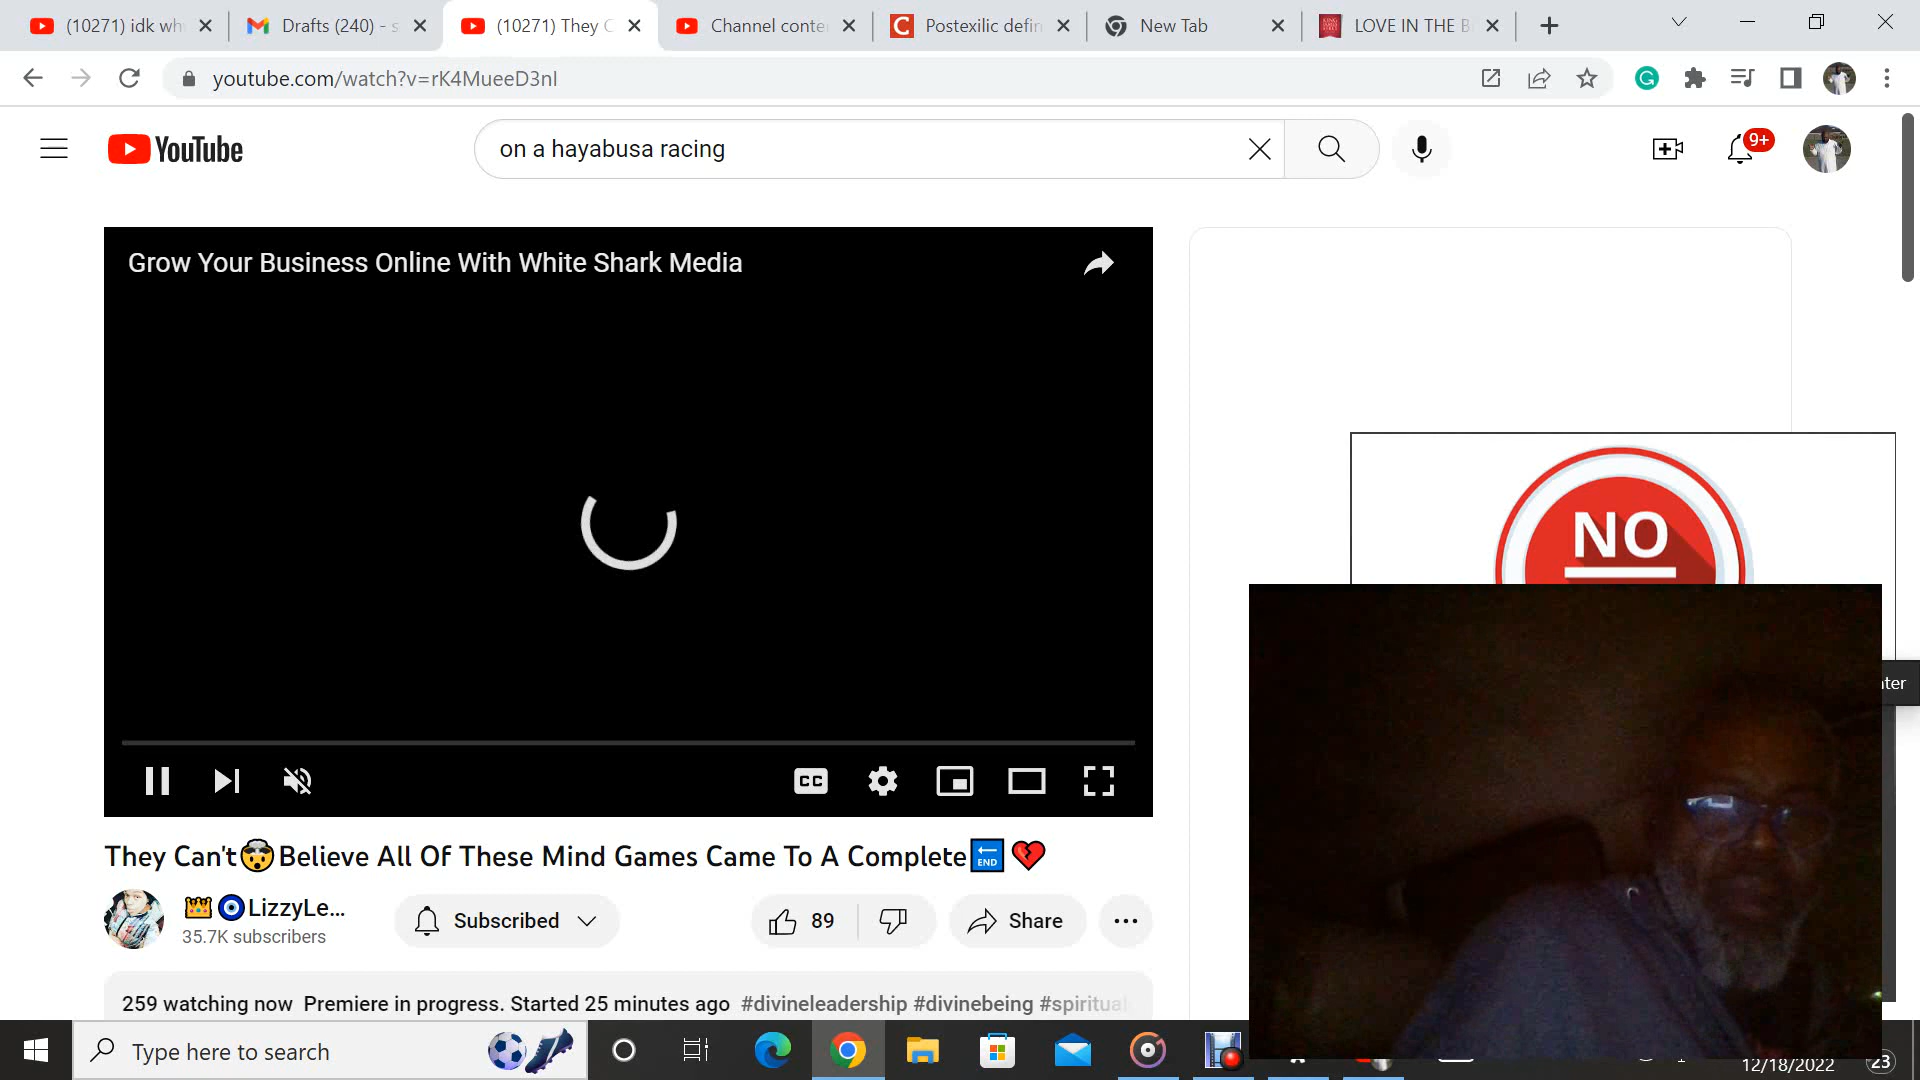 (10271) idk wh
Drafts (240) - s
(10271) They C
Channel conte
Postexilic defin
New Tab
LOVE IN THE B
youtube.com/watch?v=rK4MueeD3nI
YouTube
on a hayabusa racing
9+
Grow Your Business Online With White Shark Media
NO
CC
They Can't🤯Believe All Of These Mind Games Came To A Complete🔚💔
👑🧿LizzyLe...
35.7K subscribers
Subscribed
89
Share
259 watching now Premiere in progress. Started 25 minutes ago #divineleadership #divinebeing #spiritual
Type here to search
12/18/2022
23